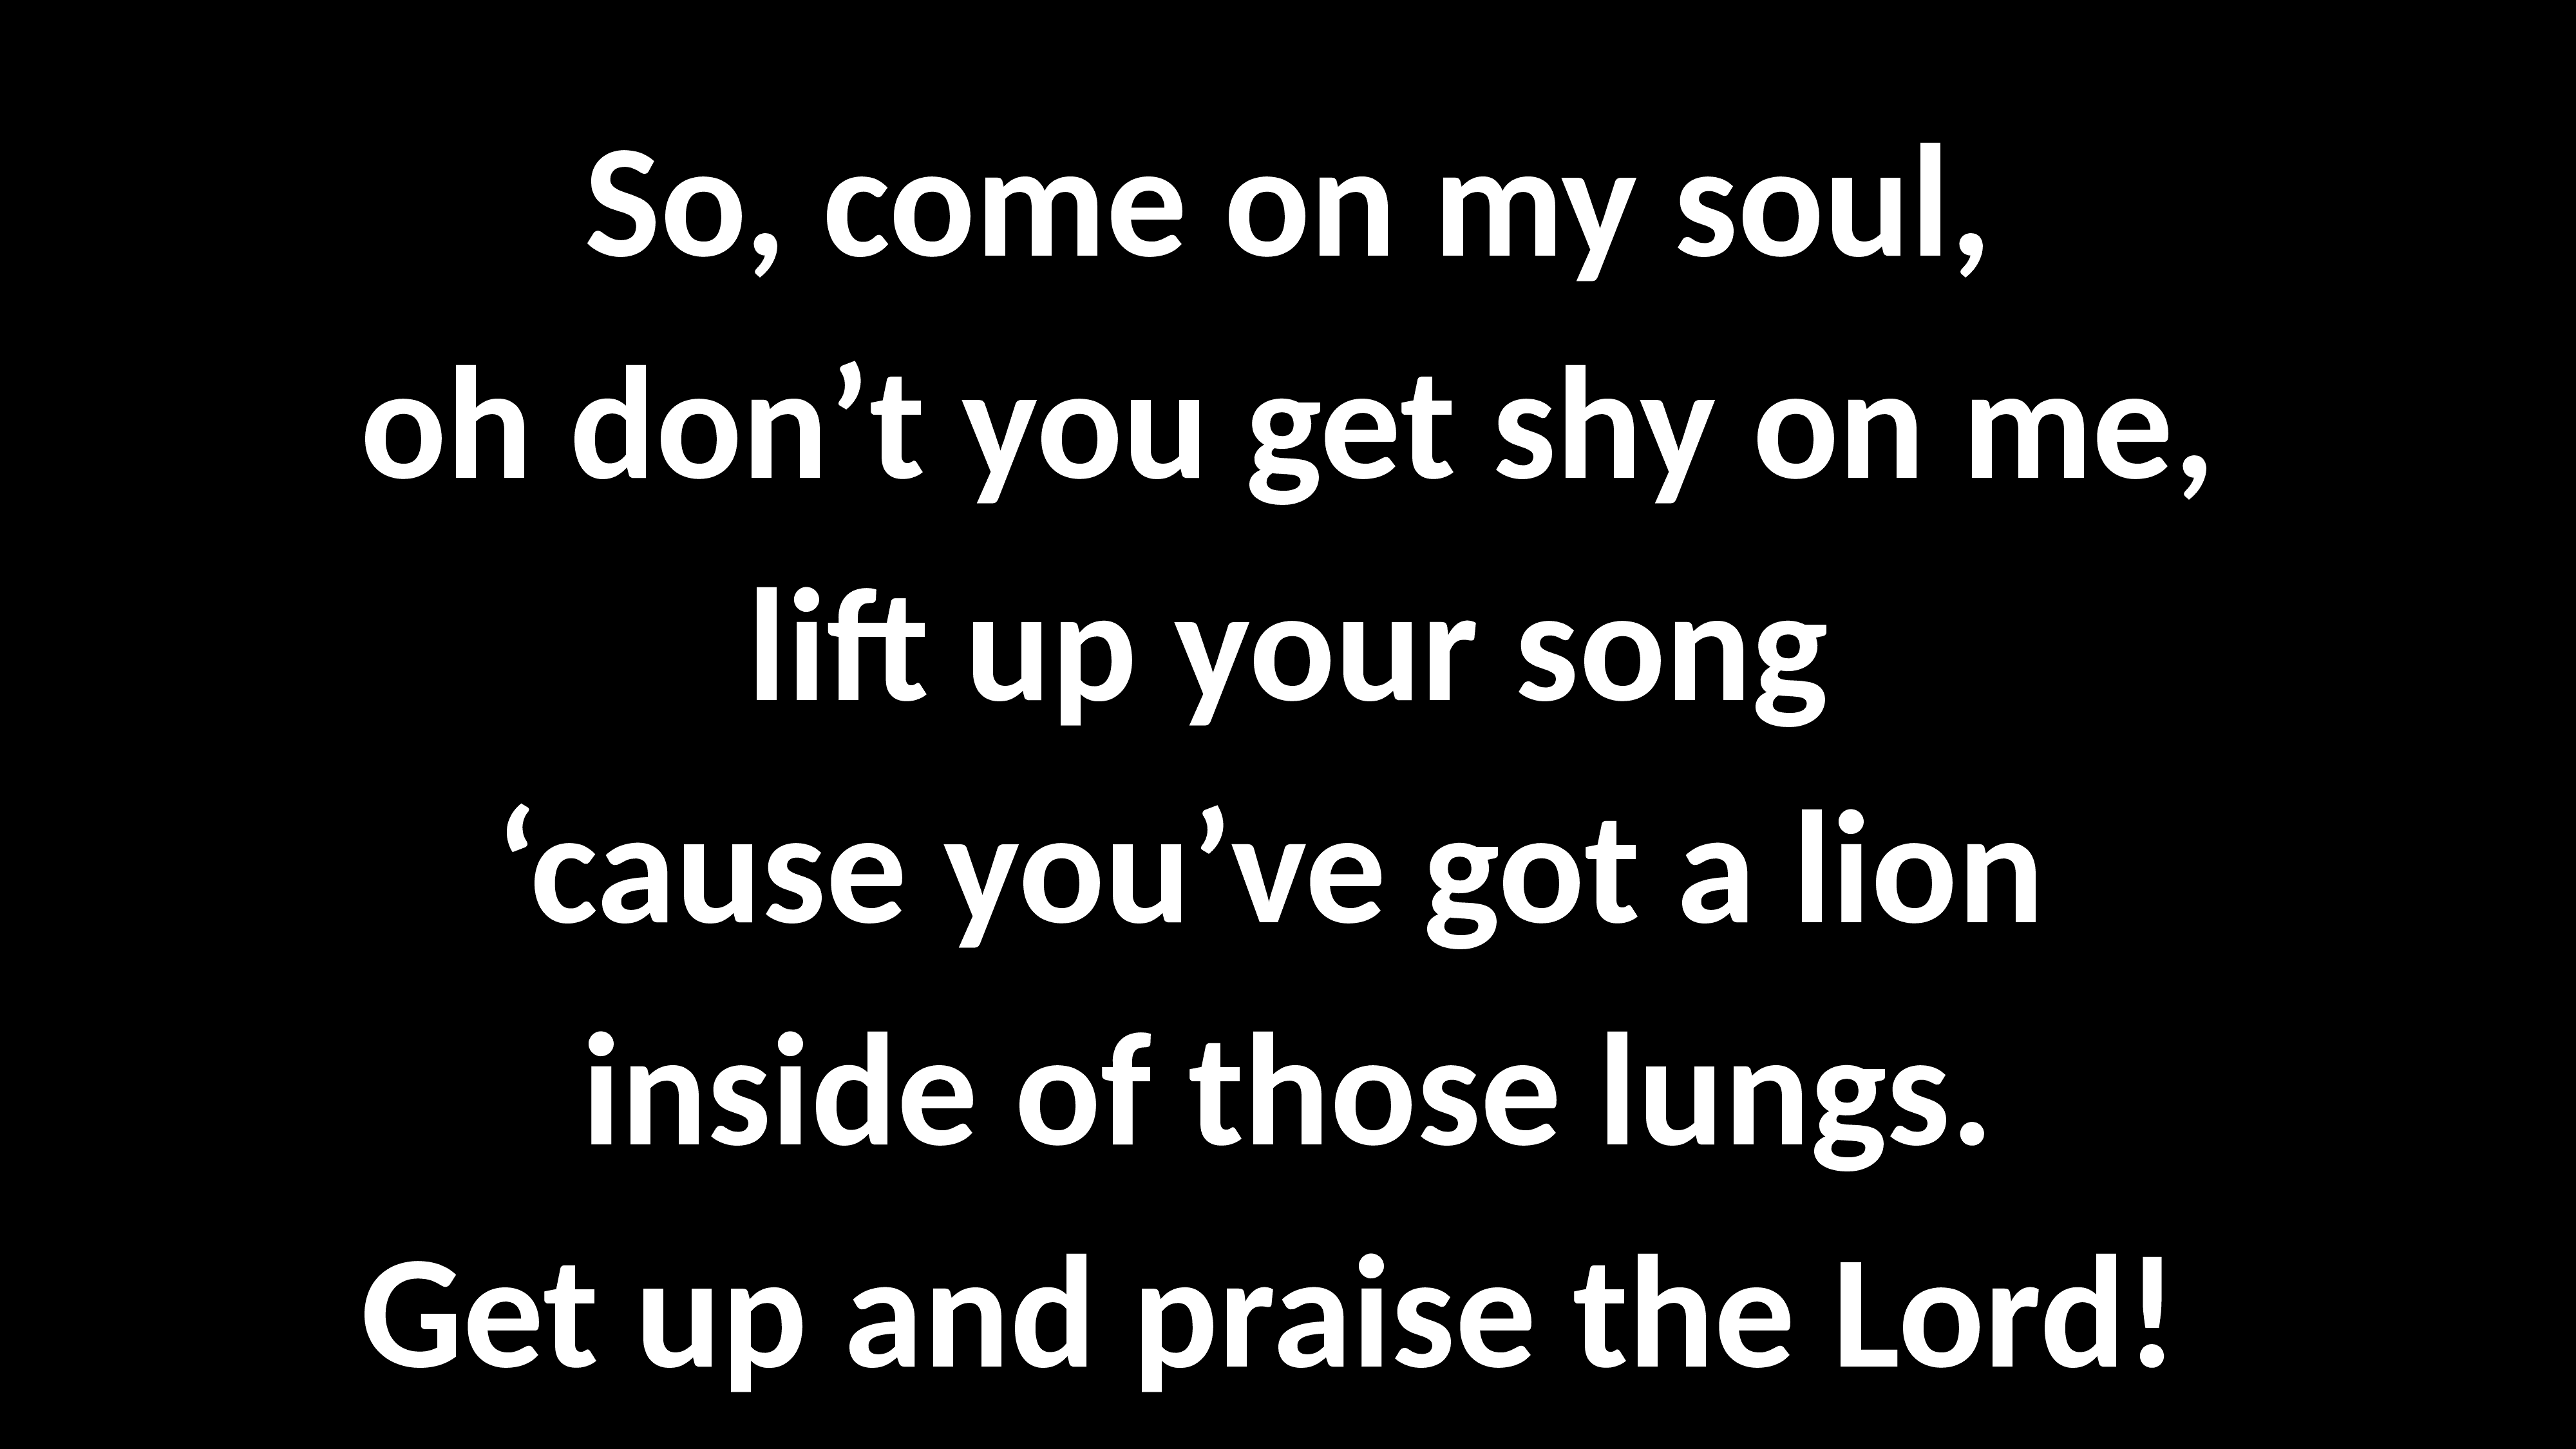 So, come on my soul,
oh don’t you get shy on me,
lift up your song
‘cause you’ve got a lion
inside of those lungs.
Get up and praise the Lord!